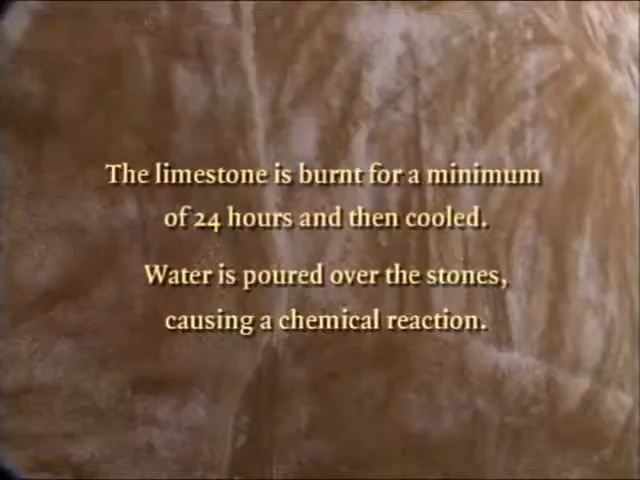 The limestone is burnt for a minimum
of 24 hours and then cooled.
Water is poured over the stones,
causing a chemical reaction.